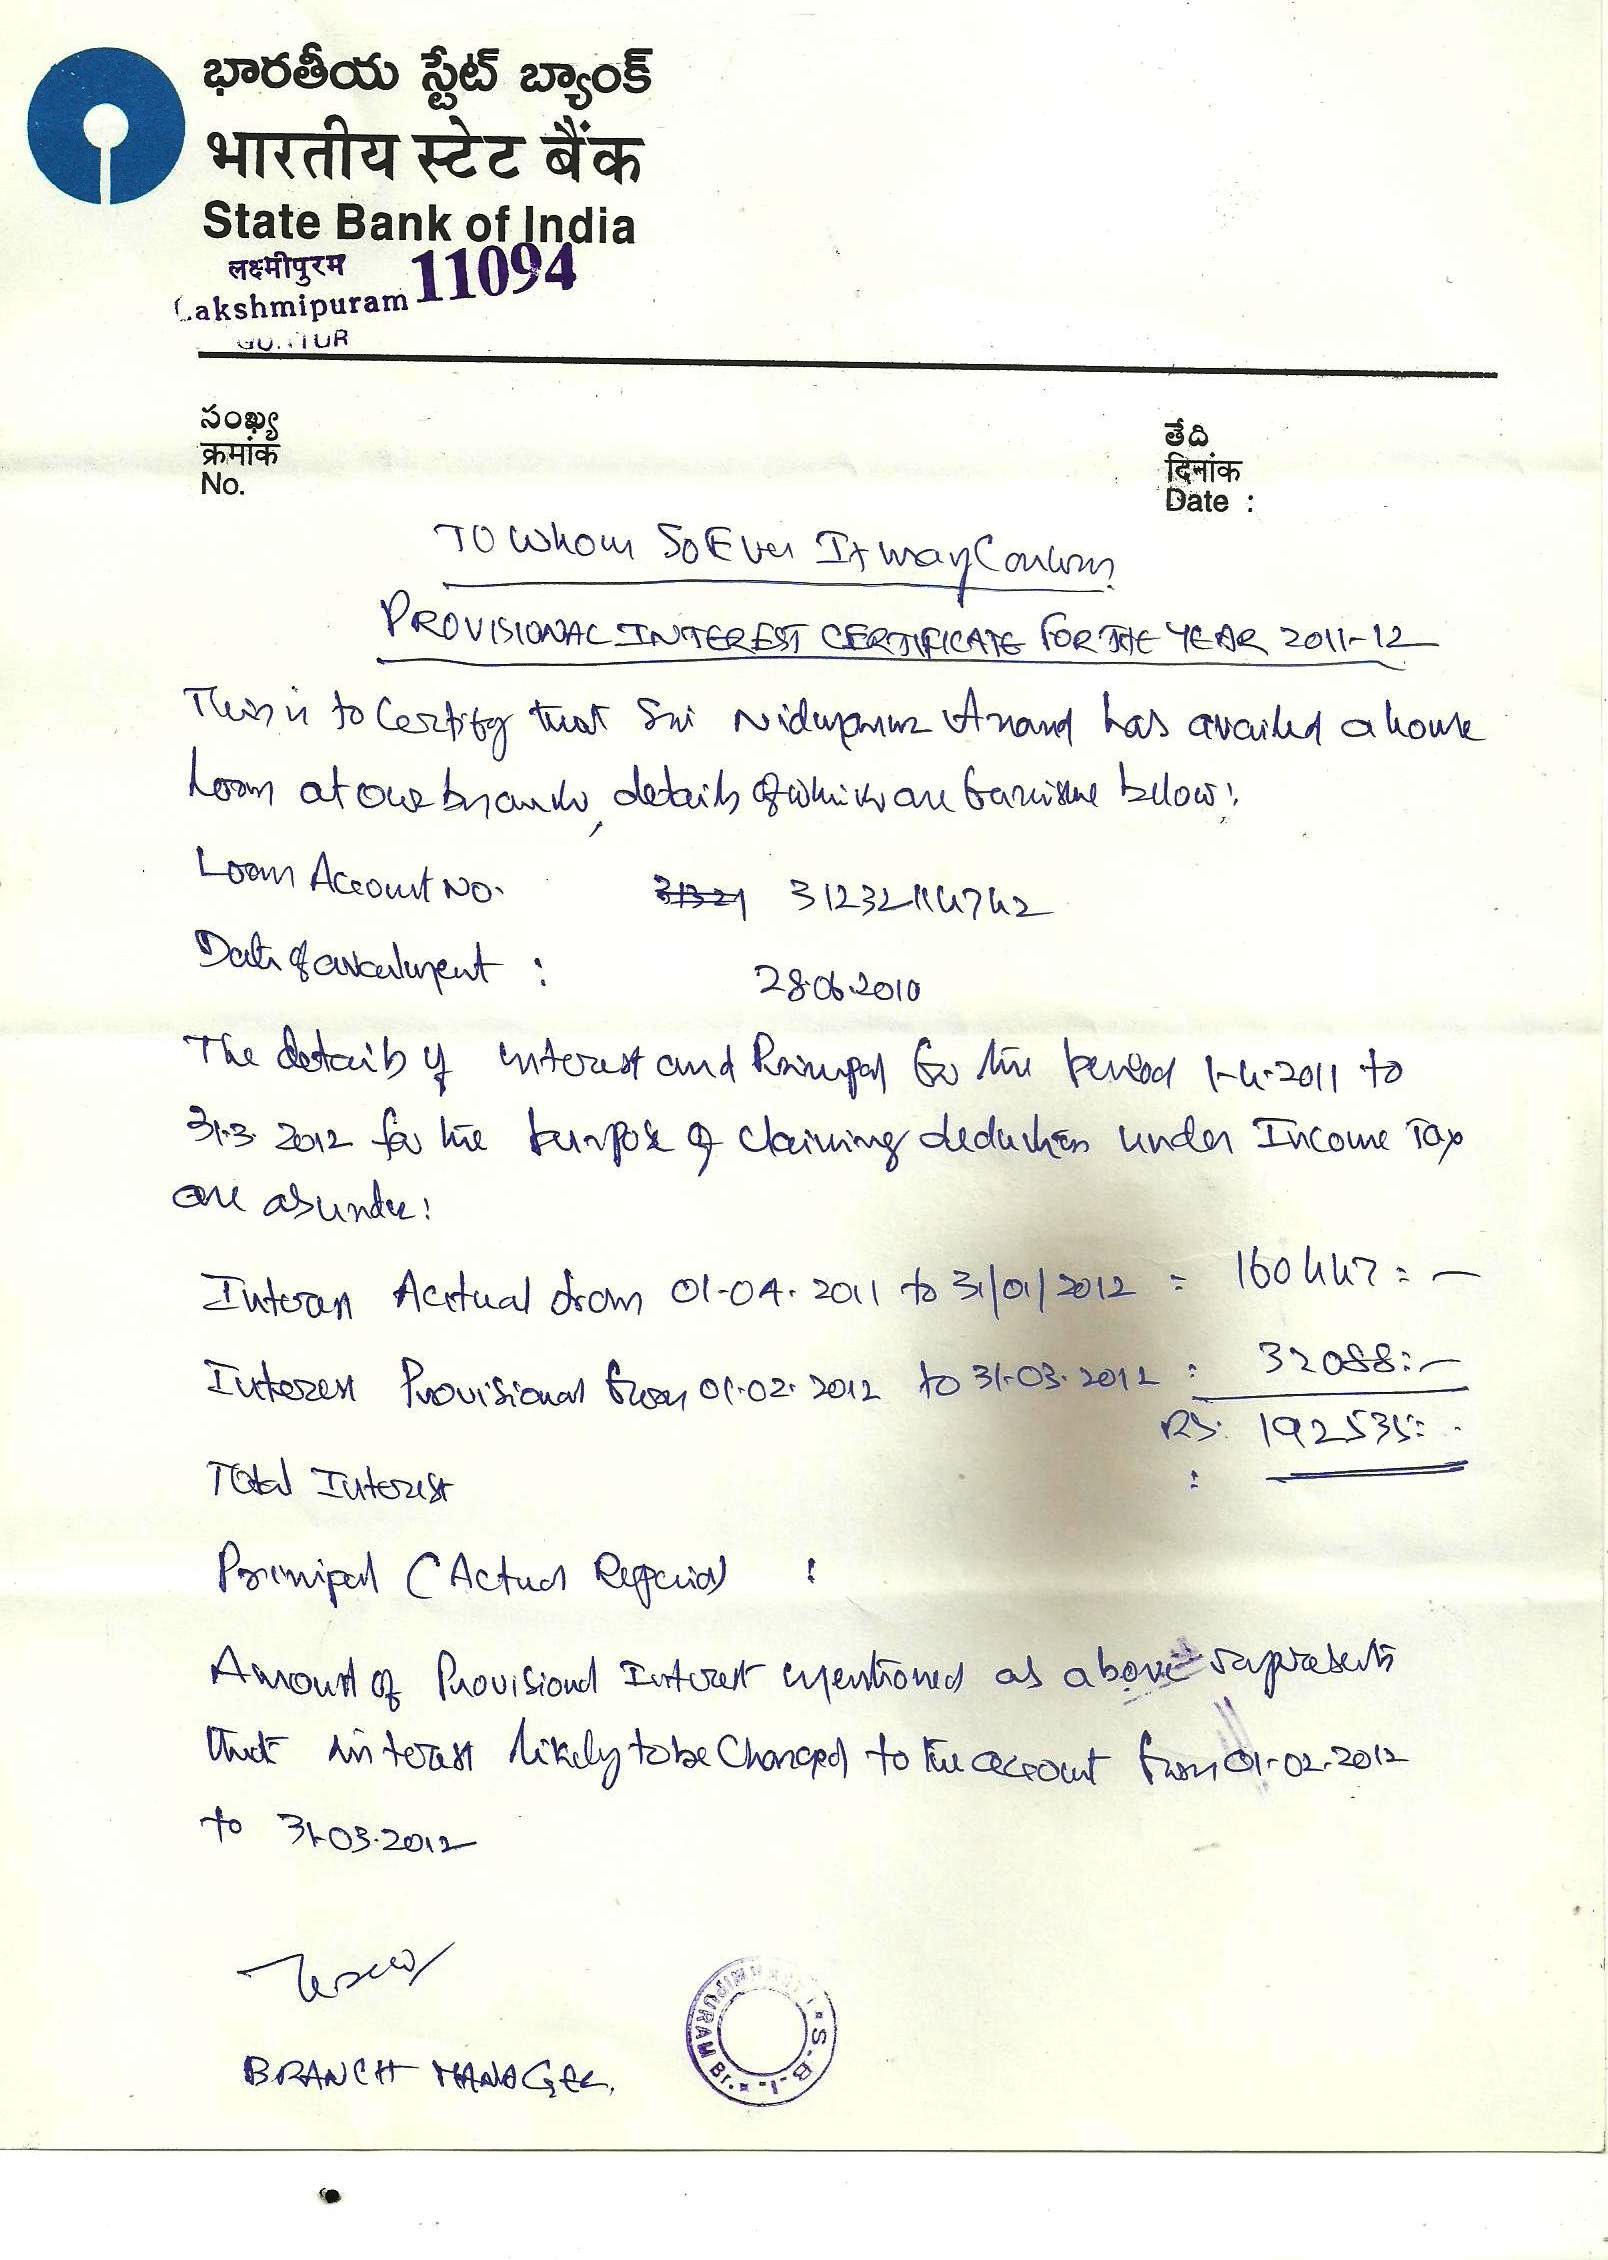 భారతీయ స్టేట్ బ్యాంక్
भारतीय स्टेट बैंक
State Bank of India
लक्ष्मीपुरम
Lakshmipuram 11094
GUNTUR
సంఖ్య
क्रमांक
No.
తేది
दिनांक
Date :
TO Whom SoEver It may Concern
PROVISIONAL INTEREST CERTIFICATE FOR THE YEAR 2011-12
This is to Certify that Sri Anand has availed a house
loan at our branch, details of which are below:
Loan Account No. 31321 31232114742
Date of availment : 28.06.2010
The details of interest and Principal for the period 1-4-2011 to
31.3.2012 for the purpose of claiming deduction under Income Tax
are as under:
Interest Actual from 01-04.2011 to 31/01/2012 = 160447=—
Interest Provisional from 01.02.2012 to 31.03.2012 : 32088:—
RS. 192535=
Total Interest :
Principal (Actual Repaid) :
Amount of Provisional Interest mentioned as above represents
that interest likely to be Charged to the account from 01-02.2012
to 31-03.2012
BRANCH MANAGER.
S.B.I. PURAM Br.